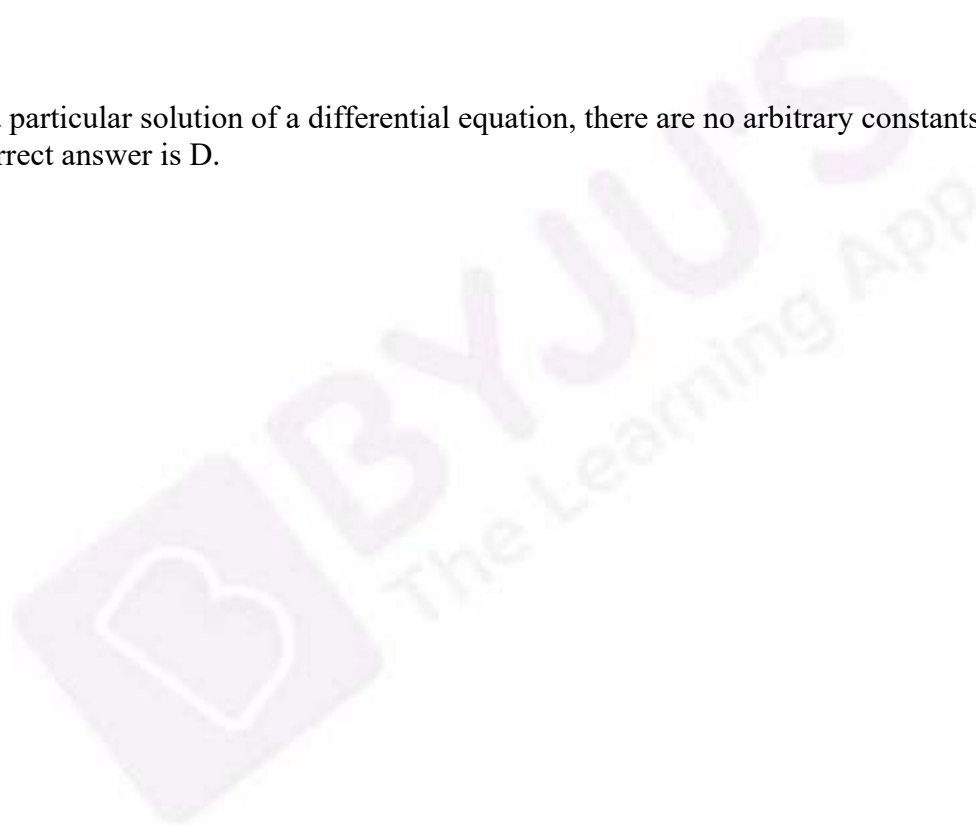 particular solution of a differential equation, there are no arbitrary constants
rrect answer is D.
BYJU'S
The Learning App